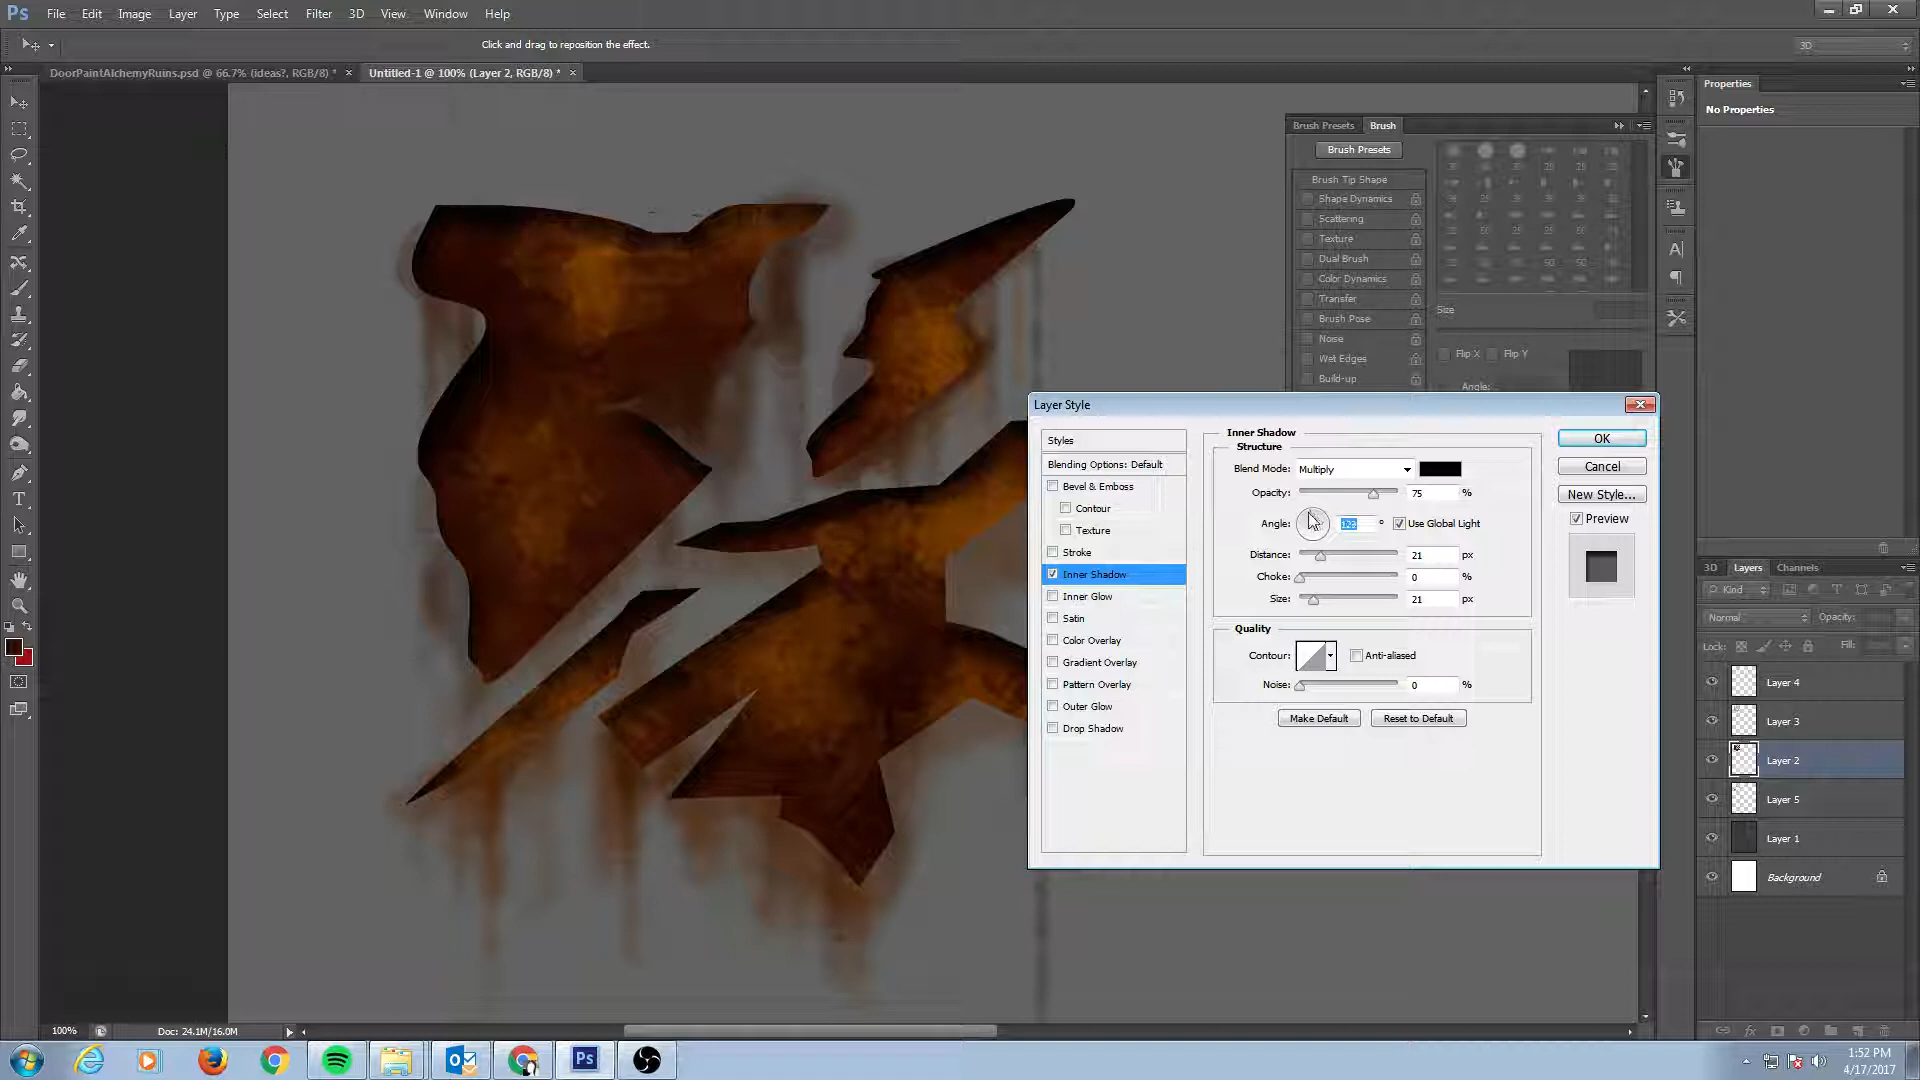 Ps File Edit Image Layer Type Select Filter 3D View Window Help
Click and drag to reposition the effect.
3D
DoorPaintAlchemyRuins.psd @ 66.7% (ideas?, RGB/8) * ×
Untitled-1 @ 100% (Layer 2, RGB/8) * ×
Properties
No Properties
Brush Presets Brush
Brush Presets
Brush Tip Shape
Shape Dynamics
Scattering
Texture
Dual Brush
Color Dynamics
Transfer
Brush Pose
Noise
Wet Edges
Build-up
Size
Flip X Flip Y
Angle:
Layer Style
Styles
Blending Options: Default
Bevel & Emboss
Contour
Texture
Stroke
Inner Shadow
Inner Glow
Satin
Color Overlay
Gradient Overlay
Pattern Overlay
Outer Glow
Drop Shadow
Inner Shadow
Structure
Blend Mode: Multiply
Opacity: 75 %
Angle: ° Use Global Light
Distance: 21 px
Choke: 0 %
Size: 21 px
Quality
Contour: Anti-aliased
Noise: 0 %
Make Default Reset to Default
OK
Cancel
New Style...
Preview
3D Layers Channels
Kind
Normal Opacity:
Lock: Fill:
Layer 4
Layer 3
Layer 2
Layer 5
Layer 1
Background
100% Doc: 24.1M/16.0M
Ps
1:52 PM
4/17/2017